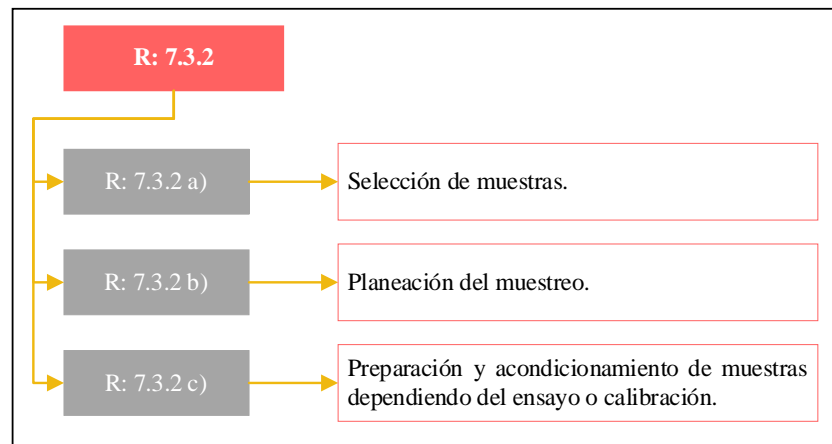 R: 7.3.2
R: 7.3.2 a)
Selección de muestras.
R: 7.3.2 b)
Planeación del muestreo.
R: 7.3.2 c)
Preparación y acondicionamiento de muestras
dependiendo del ensayo o calibración.